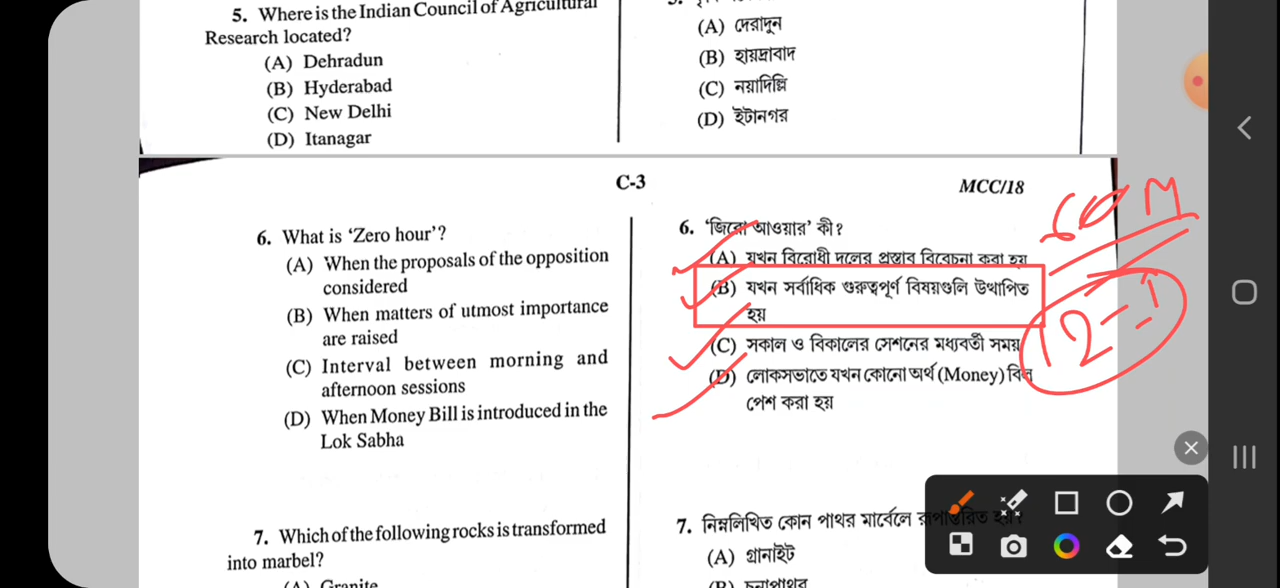 5. Where is the Indian Council of Agricultural
Research located?
(A) Dehradun
(B) Hyderabad
(C) New Delhi
(D) Itanagar
(A) দেরাদুন
(B) হায়দ্রাবাদ
(C) নয়াদিল্লি
(D) ইটানগর
C-3
MCC/18
6. What is ‘Zero hour’?
(A) When the proposals of the opposition
considered
(B) When matters of utmost importance
are raised
(C) Interval between morning and
afternoon sessions
(D) When Money Bill is introduced in the
Lok Sabha
7. Which of the following rocks is transformed
into marbel?
(A) Granite
6. ‘জিরো আওয়ার’ কী?
(A) যখন বিরোধী দলের প্রস্তাব বিবেচনা করা হয়
(B) যখন সর্বাধিক গুরুত্বপূর্ণ বিষয়গুলি উত্থাপিত
হয়
(C) সকাল ও বিকালের সেশনের মধ্যবর্তী সময়
(D) লোকসভাতে যখন কোনো অর্থ (Money) বিল
পেশ করা হয়
7. নিম্নলিখিত কোন পাথর মার্বেলে রূপান্তরিত হয়?
(A) গ্রানাইট
(B) চুনাপাথর
60 M
12-1